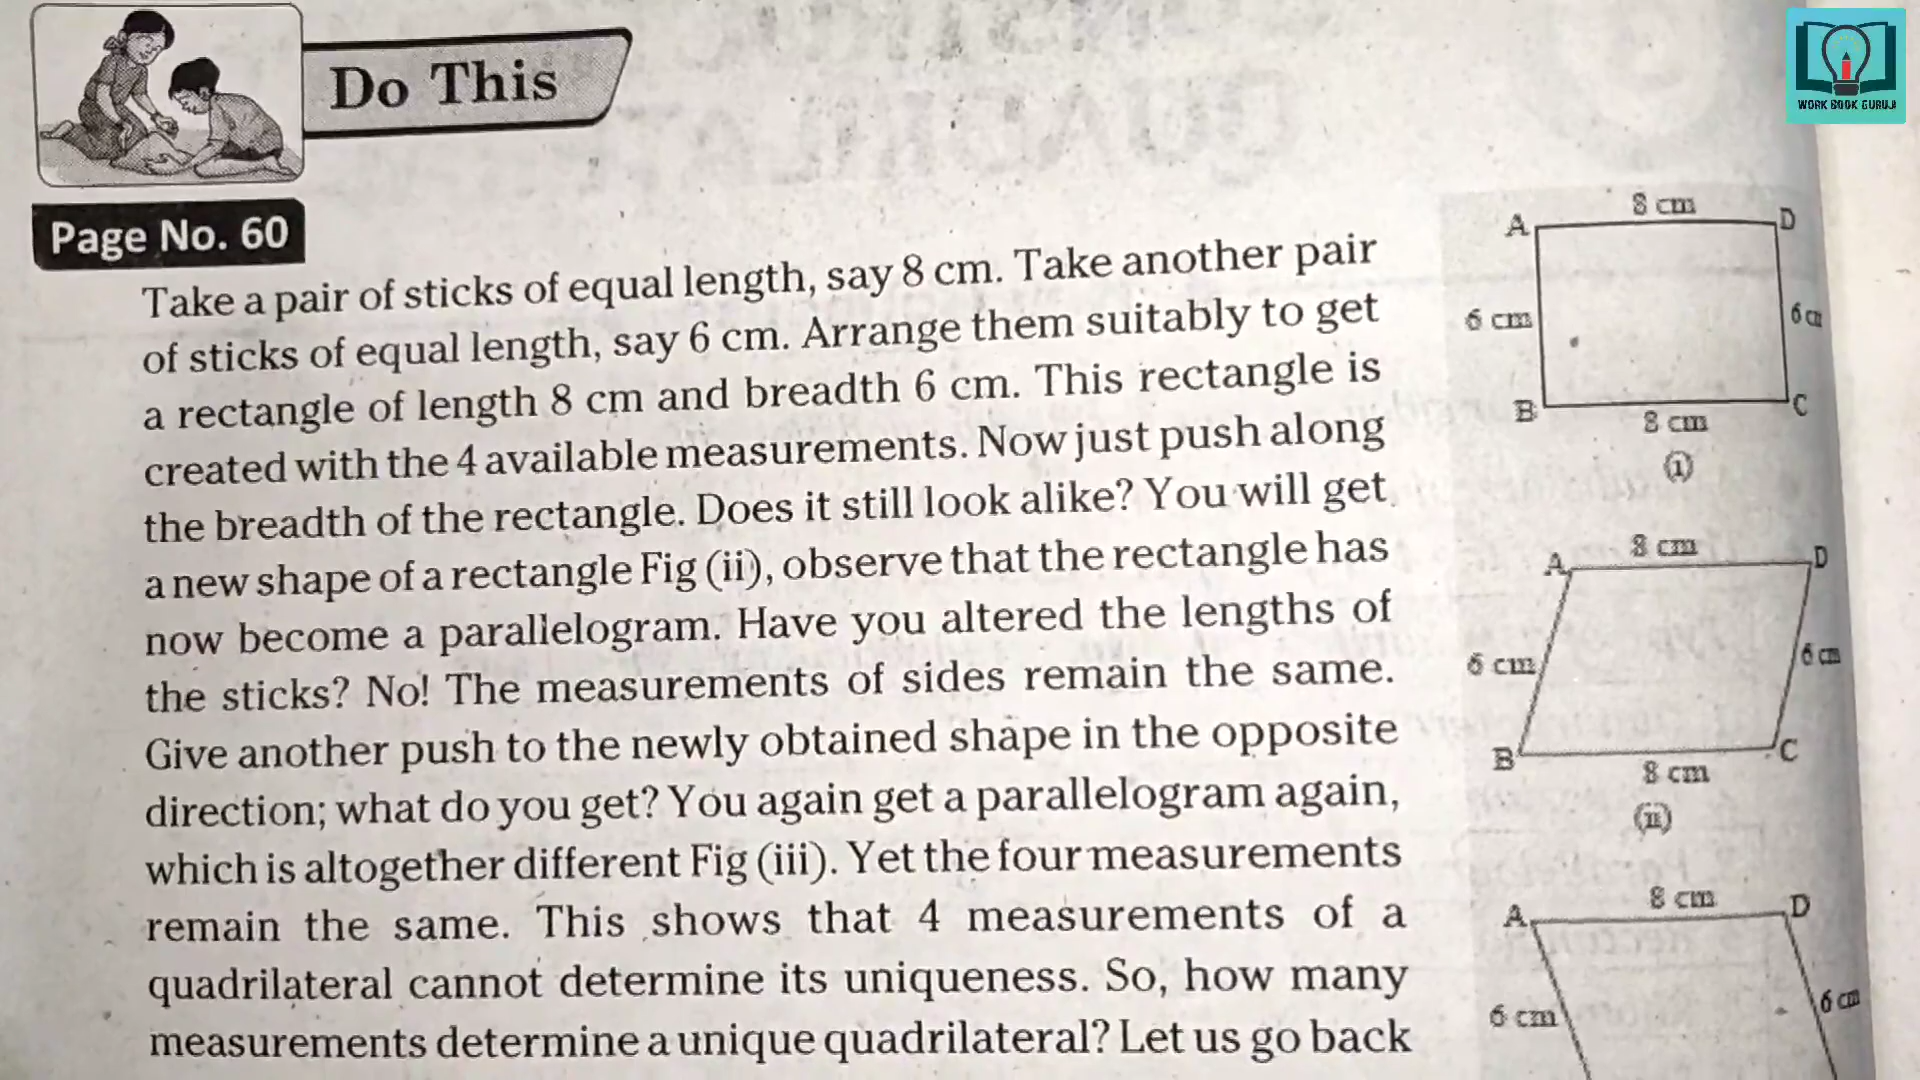 Do This
WORK BOOK GURUJI
Page No. 60
Take a pair of sticks of equal length, say 8 cm. Take another pair
of sticks of equal length, say 6 cm. Arrange them suitably to get
a rectangle of length 8 cm and breadth 6 cm. This rectangle is
created with the 4 available measurements. Now just push along
the breadth of the rectangle. Does it still look alike? You will get
a new shape of a rectangle Fig (ii), observe that the rectangle has
now become a parallelogram. Have you altered the lengths of
the sticks? No! The measurements of sides remain the same.
Give another push to the newly obtained shape in the opposite
direction; what do you get? You again get a parallelogram again,
which is altogether different Fig (iii). Yet the four measurements
remain the same. This shows that 4 measurements of a
quadrilateral cannot determine its uniqueness. So, how many
measurements determine a unique quadrilateral? Let us go back
8 cm
A D
6 cm 6 cm
B C
8 cm
(i)
8 cm
A D
6 cm 6 cm
B C
8 cm
(ii)
8 cm
A D
6 cm 6 cm